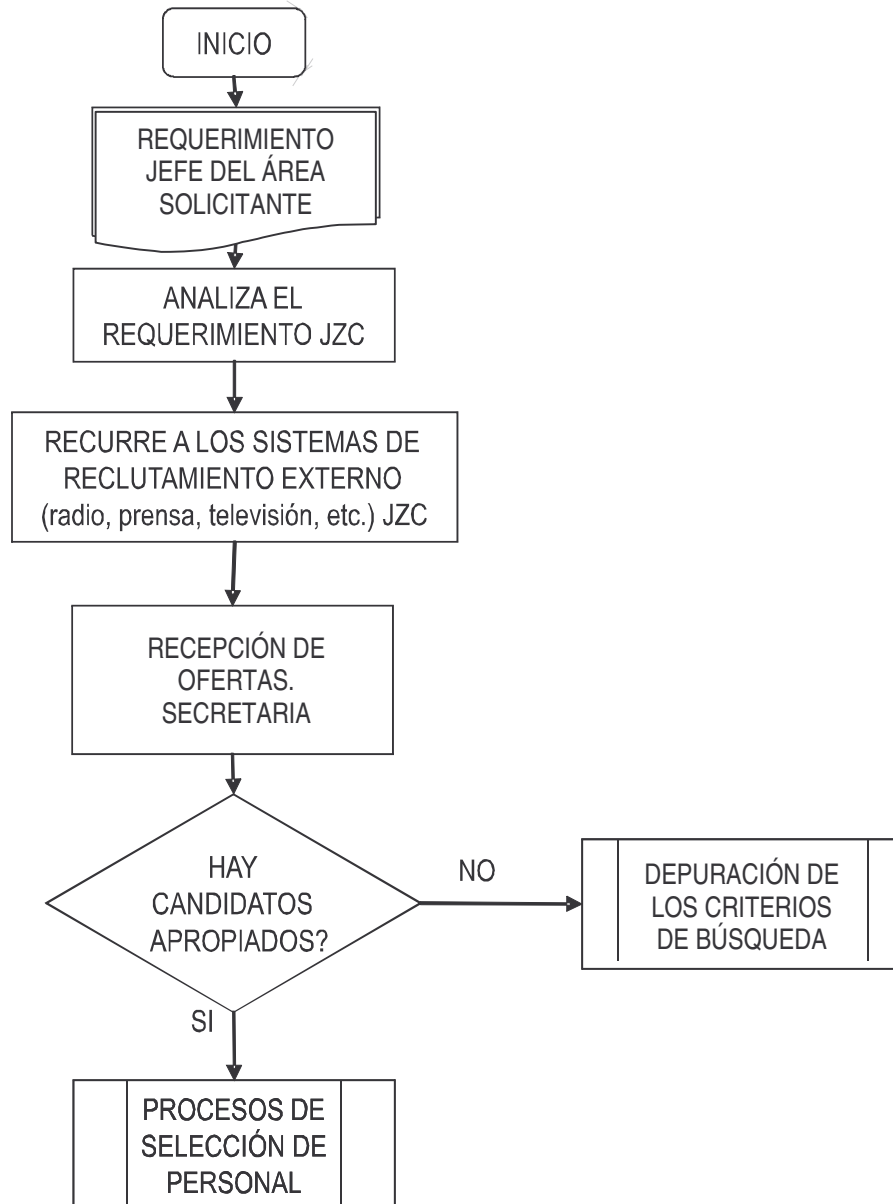 INICIO
REQUERIMIENTO
JEFE DEL ÁREA
SOLICITANTE
ANALIZA EL
REQUERIMIENTO JZC
RECURRE A LOS SISTEMAS DE
RECLUTAMIENTO EXTERNO
(radio, prensa, televisión, etc.) JZC
RECEPCIÓN DE
OFERTAS.
SECRETARIA
HAY
CANDIDATOS
APROPIADOS?
NO
DEPURACIÓN DE
LOS CRITERIOS
DE BÚSQUEDA
SI
PROCESOS DE
SELECCIÓN DE
PERSONAL